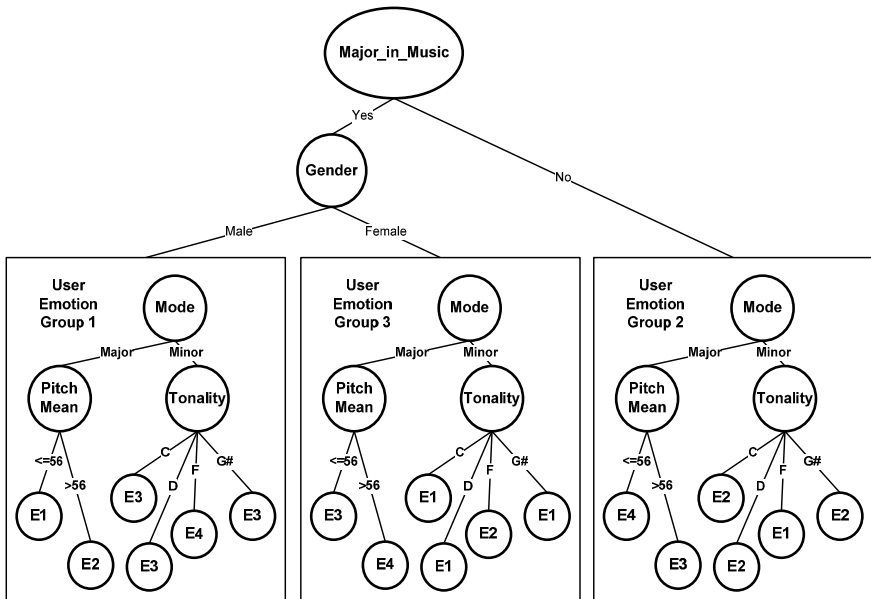 Major_in_Music
Yes
Gender
No
Male
Female
User
Emotion
Group 1
Mode
Major
Minor
Pitch
Mean
Tonality
<=56
>56
C
D
F
G#
E1
E2
E3
E3
E4
E3
User
Emotion
Group 3
Mode
Major
Minor
Pitch
Mean
Tonality
<=56
>56
C
D
F
G#
E3
E4
E1
E1
E2
E1
User
Emotion
Group 2
Mode
Major
Minor
Pitch
Mean
Tonality
<=56
>56
C
D
F
G#
E4
E3
E2
E2
E1
E2